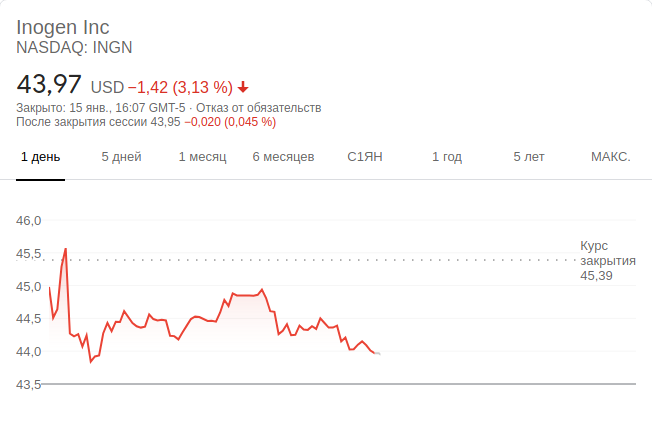 Inogen Inc
NASDAQ: INGN
43,97 USD −1,42 (3,13 %)
Закрыто: 15 янв., 16:07 GMT-5 · Отказ от обязательств
После закрытия сессии 43,95 −0,020 (0,045 %)
1 день 5 дней 1 месяц 6 месяцев С1ЯН 1 год 5 лет МАКС.
46,0
45,5
45,0
44,5
44,0
43,5
Курс
закрытия
45,39